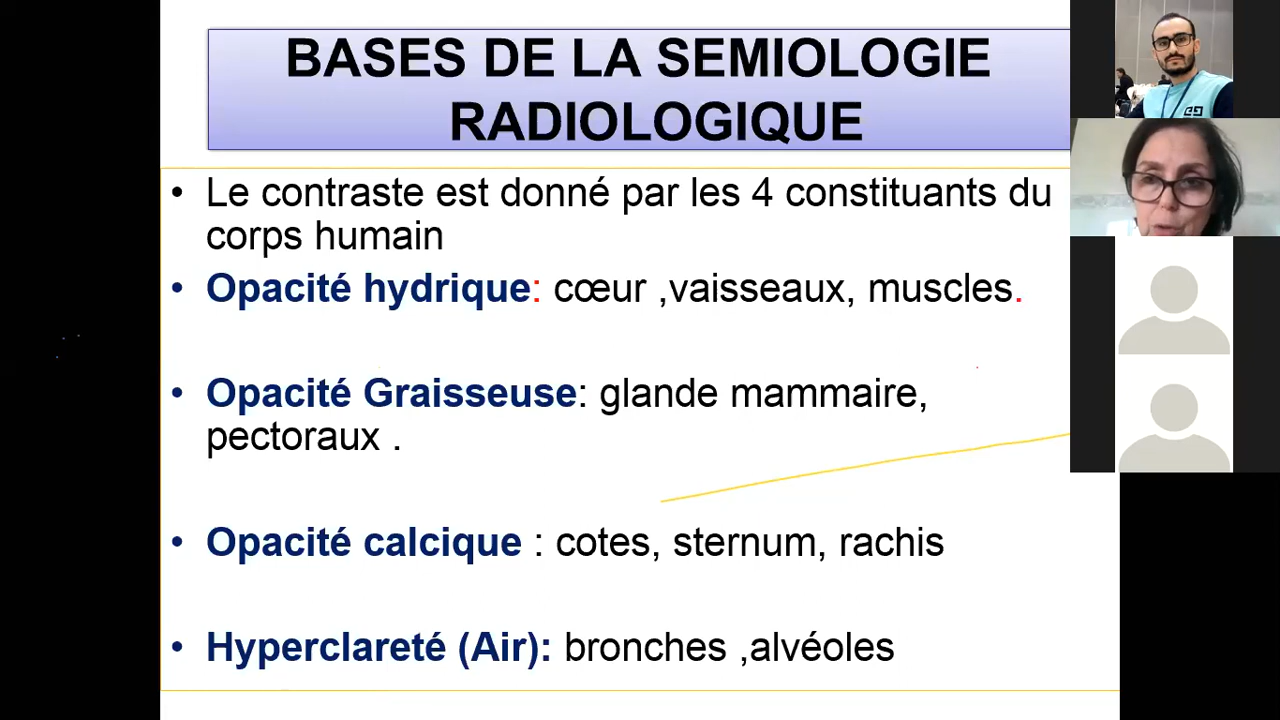 BASES DE LA SEMIOLOGIE
RADIOLOGIQUE
• Le contraste est donné par les 4 constituants du
corps humain
• Opacité hydrique: cœur ,vaisseaux, muscles.
• Opacité Graisseuse: glande mammaire,
pectoraux .
• Opacité calcique : cotes, sternum, rachis
• Hyperclareté (Air): bronches ,alvéoles